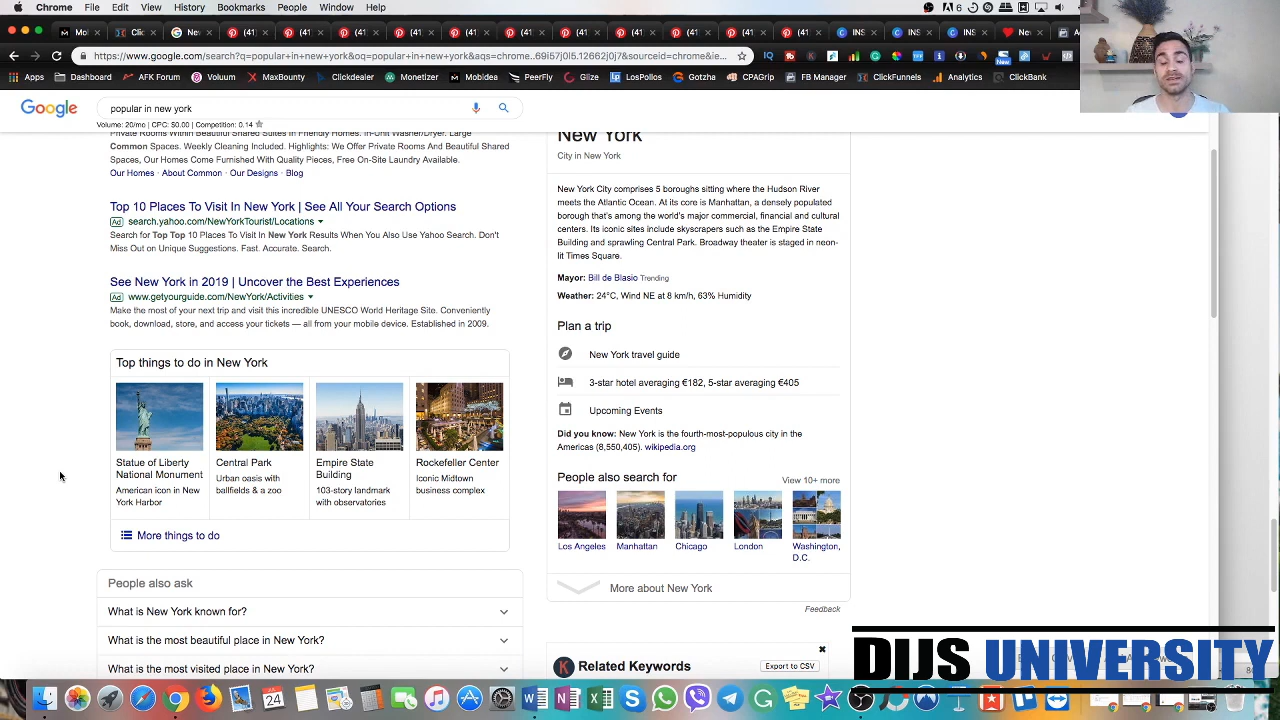 Chrome File Edit View History Bookmarks People Window Help
6
Mo Clic Nev (41 (41 (41 (41 (41 (41 (41 (41 (41 (41 (41 INS INS INS Nev
https://www.google.com/search?q=popular+in+new+york&oq=popular+in+new+york&aqs=chrome..69i57j0l5.12662j0j7&sourceid=chrome&ie...
Apps Dashboard AFK Forum Voluum MaxBounty Clickdealer Monetizer Mobidea PeerFly Glize LosPollos Gotzha CPAGrip FB Manager ClickFunnels Analytics ClickBank
New
Google
popular in new york
Volume: 20/mo | CPC: $0.00 | Competition: 0.14
Private Rooms Within Beautiful Shared Suites In Friendly Homes. In-Unit Washer/Dryer. Large
Common Spaces. Weekly Cleaning Included. Highlights: We Offer Private Rooms And Beautiful Shared
Spaces, Our Homes Come Furnished With Quality Pieces, Free On-Site Laundry Available.
Our Homes · About Common · Our Designs · Blog
Top 10 Places To Visit In New York | See All Your Search Options
Ad search.yahoo.com/NewYorkTourist/Locations
Search for Top Top 10 Places To Visit In New York Results When You Also Use Yahoo Search. Don't
Miss Out on Unique Suggestions. Fast. Accurate. Search.
See New York in 2019 | Uncover the Best Experiences
Ad www.getyourguide.com/NewYork/Activities
Make the most of your next trip and visit this incredible UNESCO World Heritage Site. Conveniently
book, download, store, and access your tickets — all from your mobile device. Established in 2009.
Top things to do in New York
Statue of Liberty
National Monument
American icon in New
York Harbor
Central Park
Urban oasis with
ballfields & a zoo
Empire State
Building
103-story landmark
with observatories
Rockefeller Center
Iconic Midtown
business complex
More things to do
People also ask
What is New York known for?
What is the most beautiful place in New York?
What is the most visited place in New York?
New York
City in New York
New York City comprises 5 boroughs sitting where the Hudson River
meets the Atlantic Ocean. At its core is Manhattan, a densely populated
borough that's among the world's major commercial, financial and cultural
centers. Its iconic sites include skyscrapers such as the Empire State
Building and sprawling Central Park. Broadway theater is staged in neon-
lit Times Square.
Mayor: Bill de Blasio Trending
Weather: 24°C, Wind NE at 8 km/h, 63% Humidity
Plan a trip
New York travel guide
3-star hotel averaging €182, 5-star averaging €405
Upcoming Events
Did you know: New York is the fourth-most-populous city in the
Americas (8,550,405). wikipedia.org
People also search for
View 10+ more
Los Angeles
Manhattan
Chicago
London
Washington,
D.C.
More about New York
Feedback
Related Keywords
Export to CSV
DIJS UNIVERSITY
24